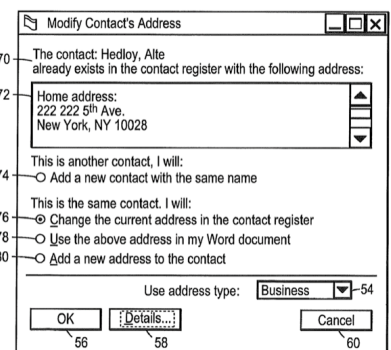 Modify Contact's Address
70
The contact: Hedloy, Alte
already exists in the contact register with the following address:
72
Home address:
222 222 5th Ave.
New York, NY 10028
This is another contact, I will:
74
Add a new contact with the same name
This is the same contact. I will:
76
Change the current address in the contact register
78
Use the above address in my Word document
80
Add a new address to the contact
Use address type: Business 54
OK Details... Cancel
56 58 60